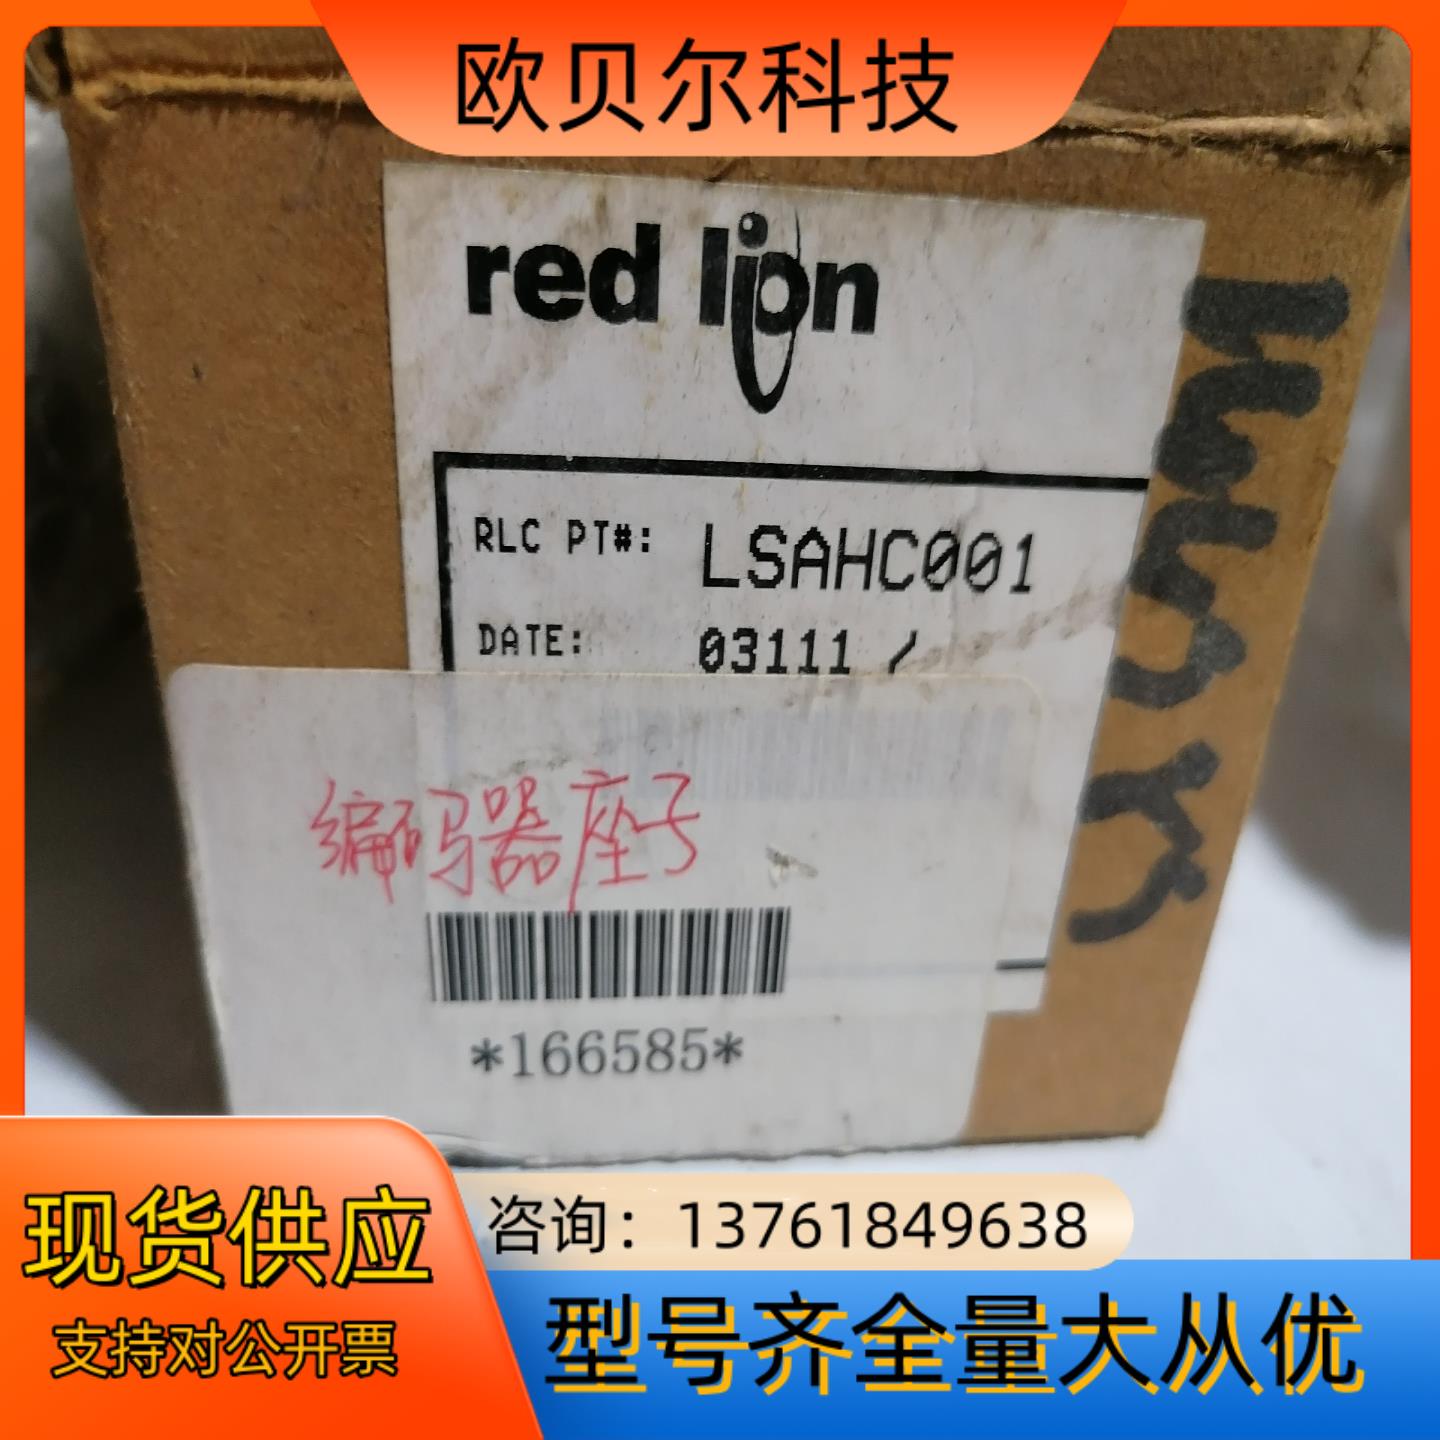 欧贝尔科技
red lion
RLC PT#: LSAHC001
DATE: 03111 /
编码器座子
*166585*
现货供应
支持对公开票
咨询：13761849638
型号齐全量大从优